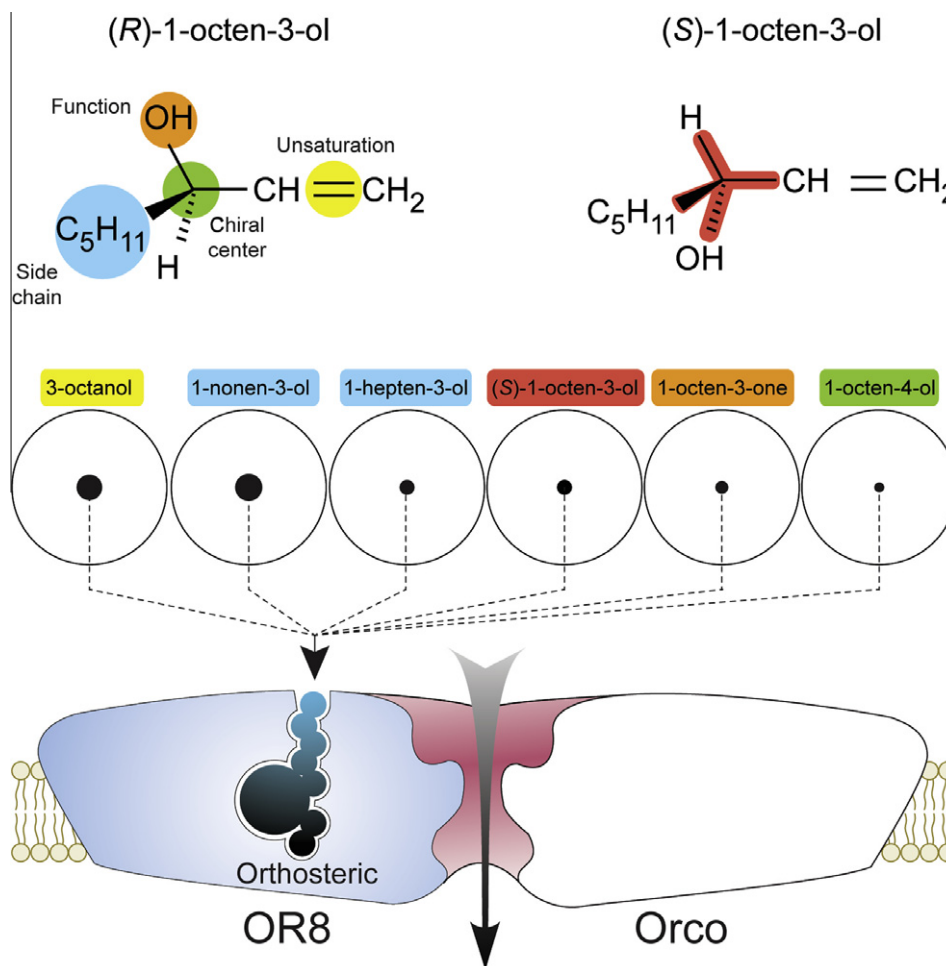 (R)-1-octen-3-ol
(S)-1-octen-3-ol
Function
OH
Unsaturation
CH
CH2
C5H11
Chiral
center
H
Side
chain
H
CH
CH2
C5H11
OH
3-octanol
1-nonen-3-ol
1-hepten-3-ol
(S)-1-octen-3-ol
1-octen-3-one
1-octen-4-ol
Orthosteric
OR8
Orco